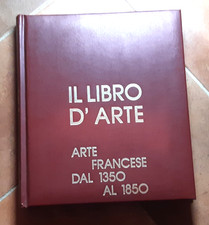 IL LIBRO
D'ARTE
ARTE
FRANCESE
DAL 1350
AL 1850